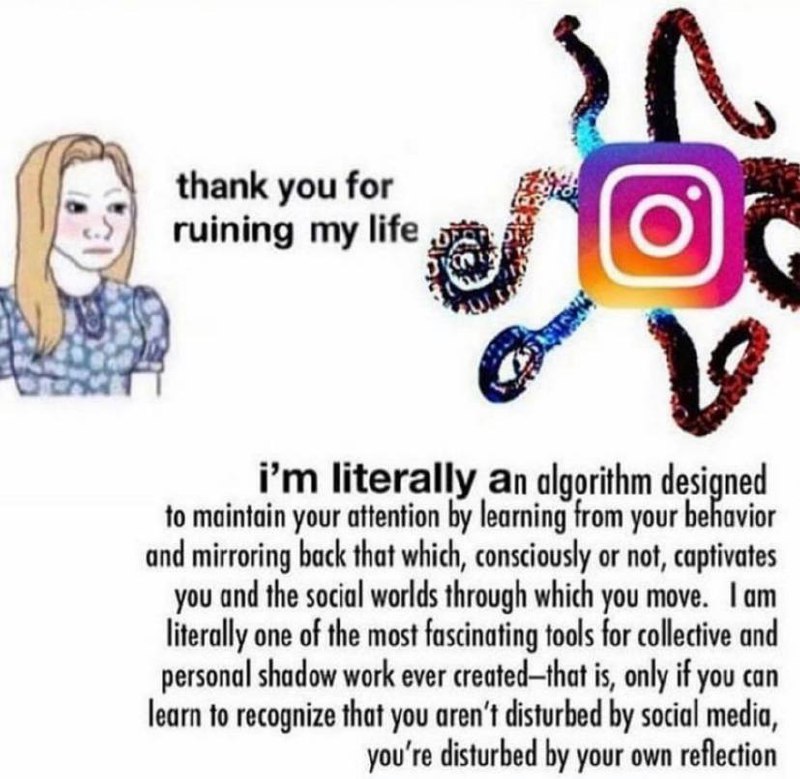 thank you for
ruining my life
i'm literally an algorithm designed
to maintain your attention by learning from your behavior
and mirroring back that which, consciously or not, captivates
you and the social worlds through which you move. I am
literally one of the most fascinating tools for collective and
personal shadow work ever created—that is, only if you can
learn to recognize that you aren't disturbed by social media,
you're disturbed by your own reflection